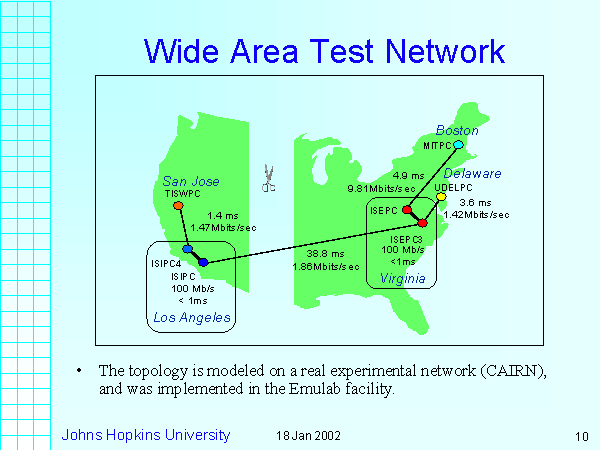 Wide Area Test Network
Boston
MITPC
4.9 ms
9.81Mbits/sec
Delaware
UDELPC
3.6 ms
1.42Mbits/sec
San Jose
TISWPC
1.4 ms
1.47Mbits/sec
ISEPC
ISEPC3
100 Mb/s
<1ms
Virginia
38.8 ms
1.86Mbits/sec
ISIPC4
ISIPC
100 Mb/s
< 1ms
Los Angeles
• The topology is modeled on a real experimental network (CAIRN),
and was implemented in the Emulab facility.
Johns Hopkins University
18 Jan 2002
10